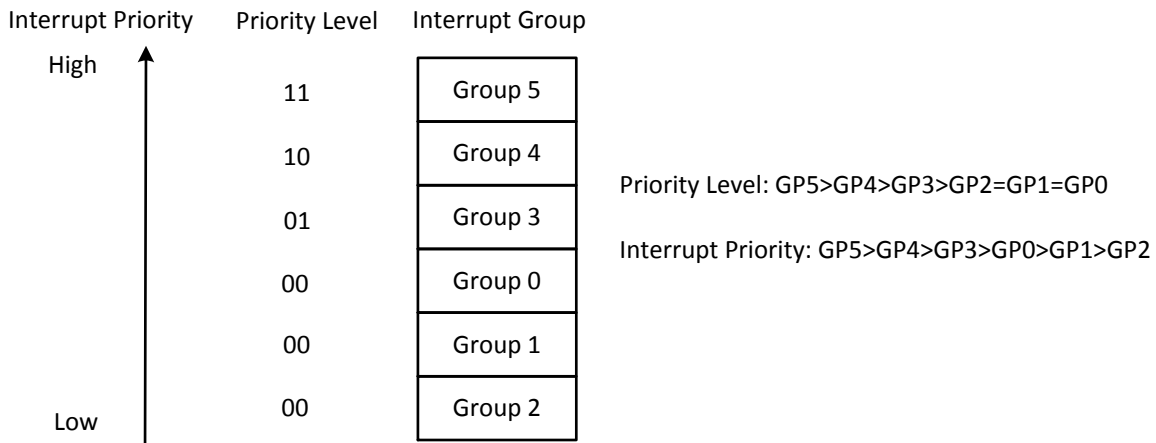 Interrupt Priority Priority Level Interrupt Group
High
11 Group 5
10 Group 4
Priority Level: GP5>GP4>GP3>GP2=GP1=GP0
01 Group 3
Interrupt Priority: GP5>GP4>GP3>GP0>GP1>GP2
00 Group 0
00 Group 1
00 Group 2
Low